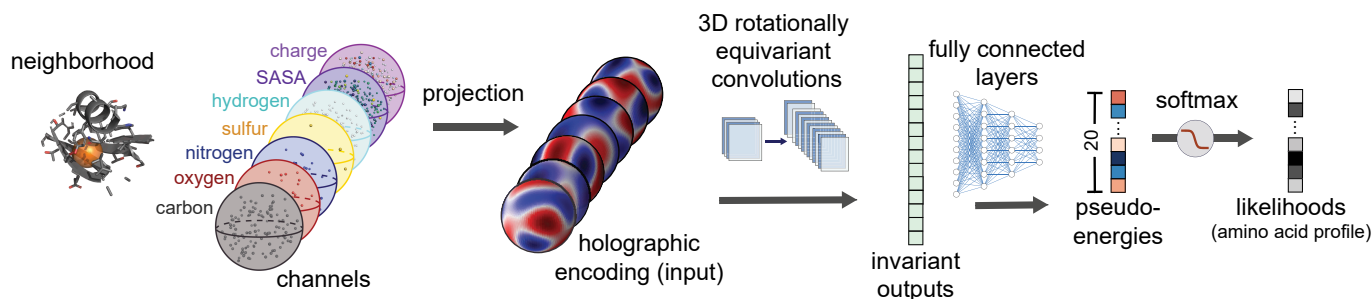 neighborhood
charge
SASA
hydrogen
sulfur
nitrogen
oxygen
carbon
channels
projection
holographic
encoding (input)
3D rotationally
equivariant
convolutions
invariant
outputs
fully connected
layers
20
pseudo-
energies
softmax
likelihoods
(amino acid profile)